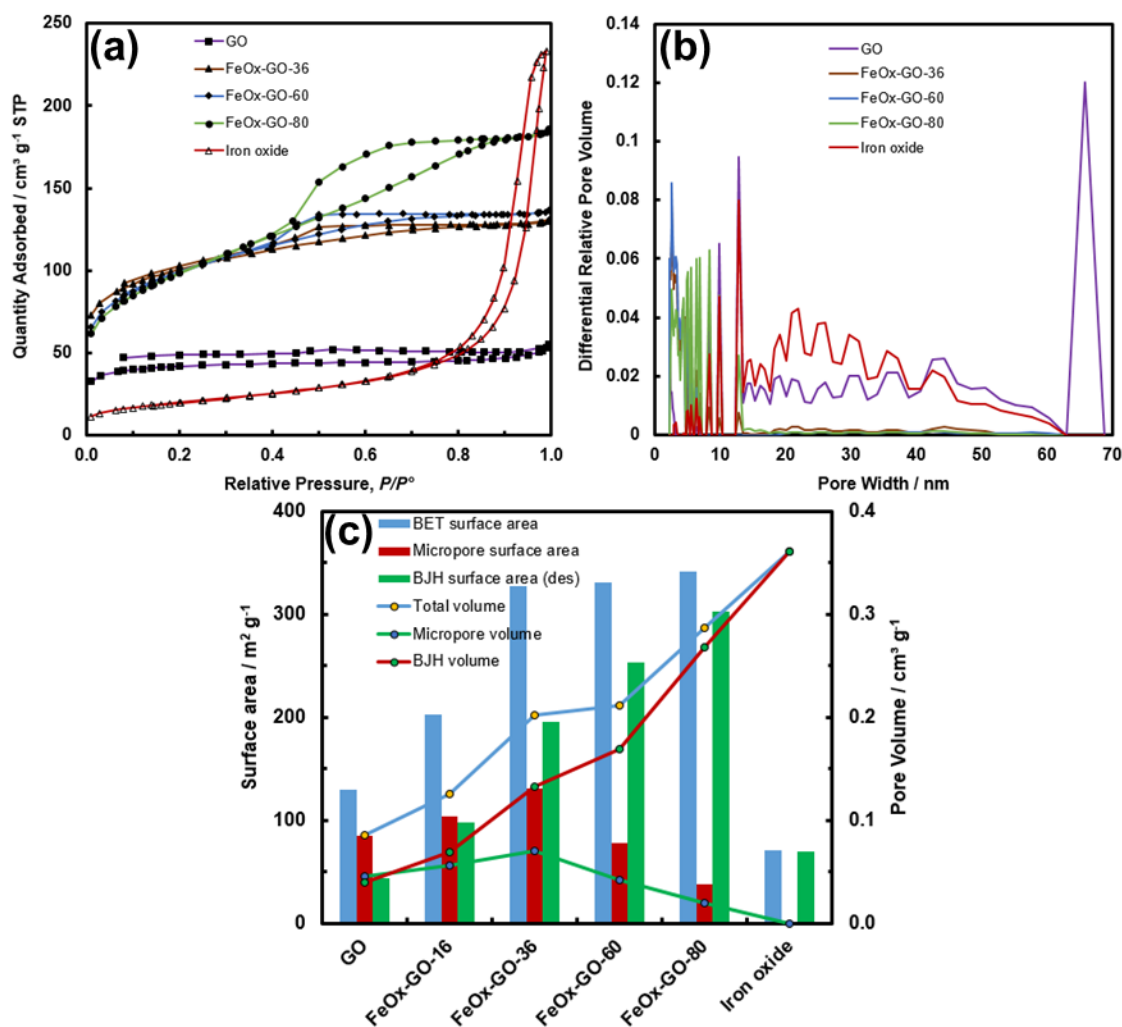 (a)
GO
FeOx-GO-36
FeOx-GO-60
FeOx-GO-80
Iron oxide
250
200
150
100
50
0
Quantity Adsorbed / cm³ g⁻¹ STP
0.0 0.2 0.4 0.6 0.8 1.0
Relative Pressure, P/P°
(b)
GO
FeOx-GO-36
FeOx-GO-60
FeOx-GO-80
Iron oxide
0.14
0.12
0.1
0.08
0.06
0.04
0.02
0
Differential Relative Pore Volume
0 10 20 30 40 50 60 70
Pore Width / nm
(c)
BET surface area
Micropore surface area
BJH surface area (des)
Total volume
Micropore volume
BJH volume
400
300
200
100
0
Surface area / m² g⁻¹
0.4
0.3
0.2
0.1
0.0
Pore Volume / cm³ g⁻¹
GO
FeOx-GO-16
FeOx-GO-36
FeOx-GO-60
FeOx-GO-80
Iron oxide